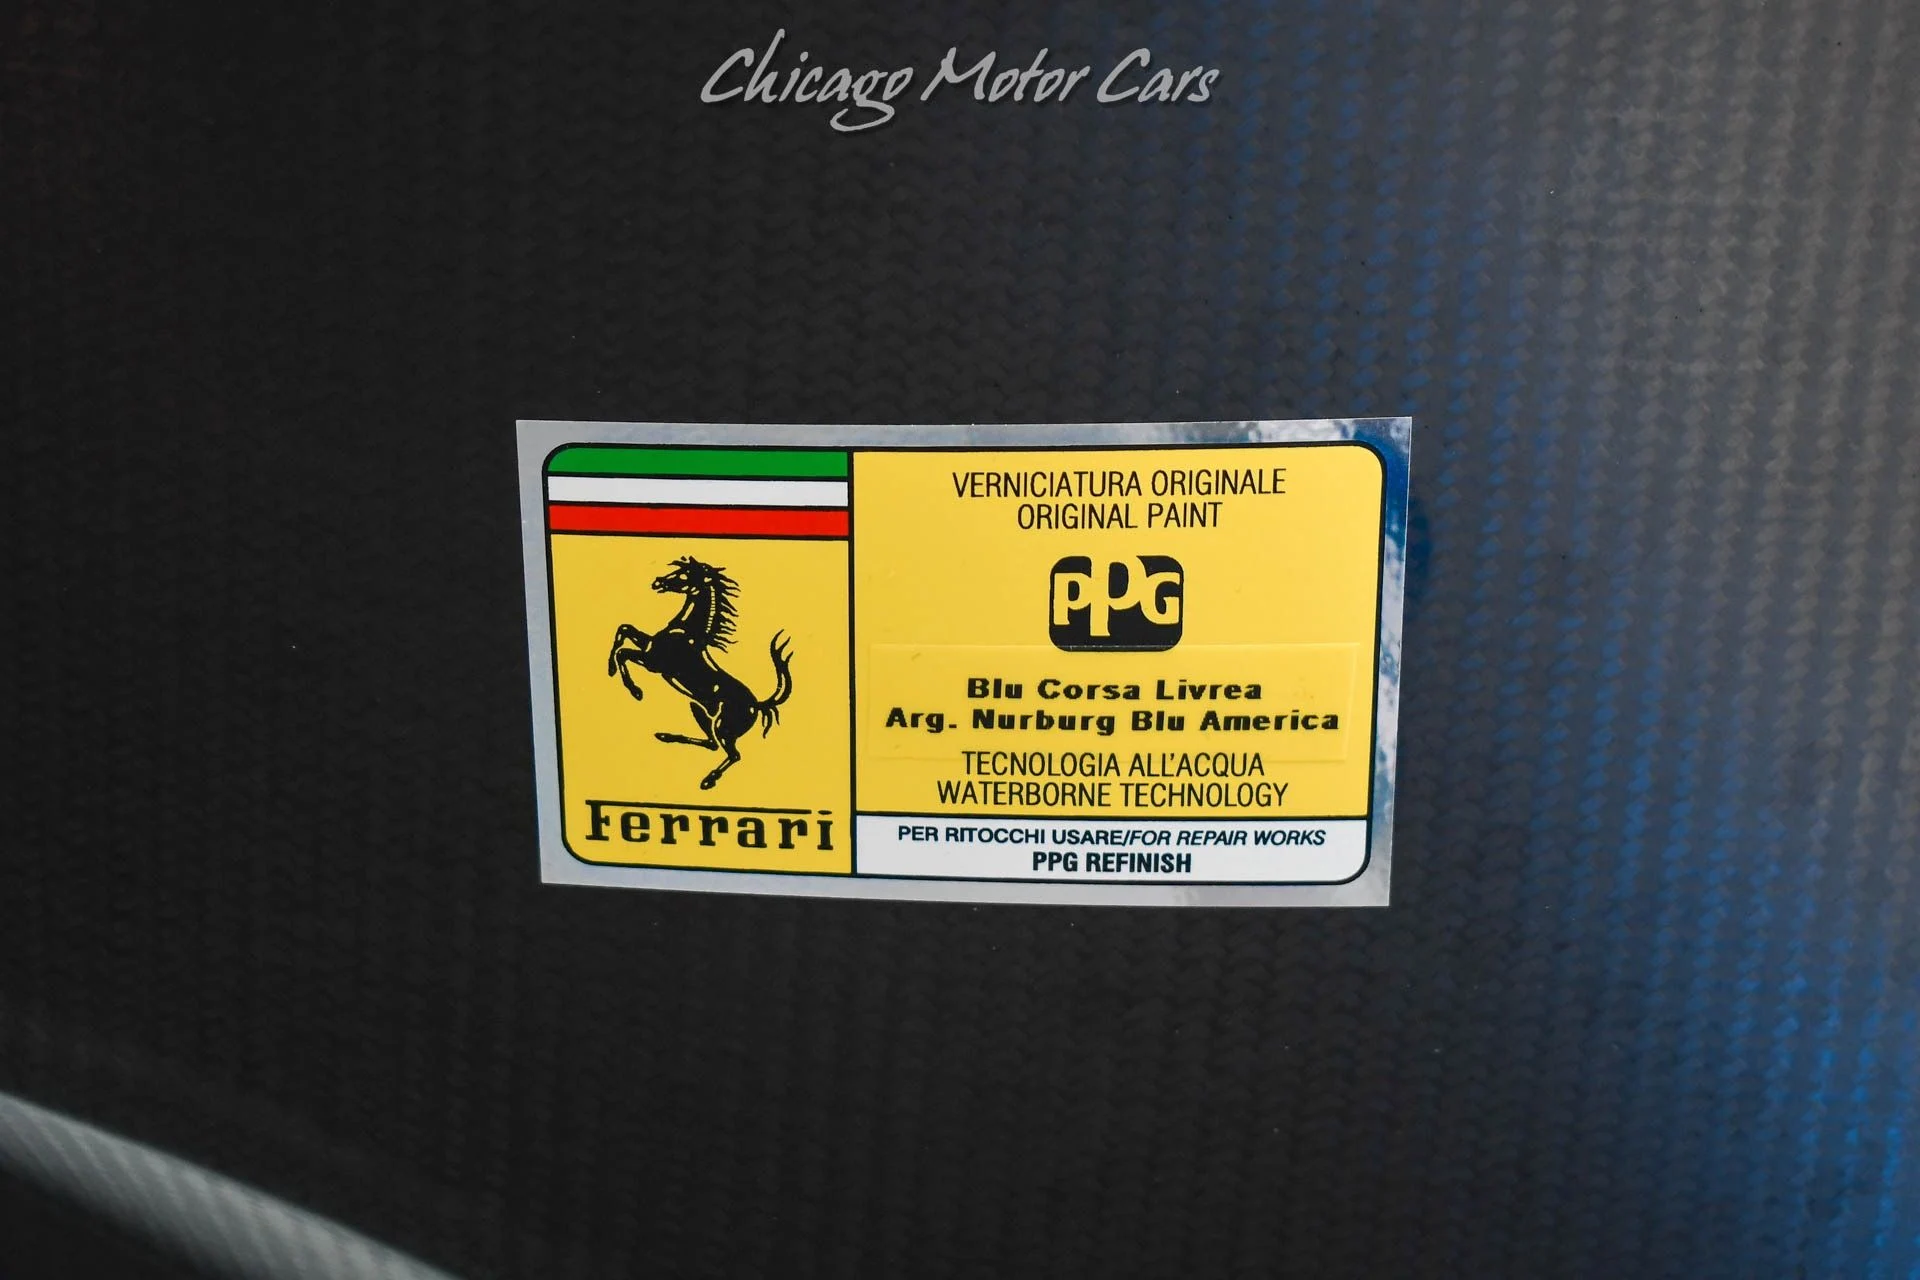 Chicago Motor Cars
VERNICIATURA ORIGINALE
ORIGINAL PAINT
PPG
Blu Corsa Livrea
Arg. Nurburg Blu America
TECNOLOGIA ALL'ACQUA
WATERBORNE TECHNOLOGY
Ferrari
PER RITOCCHI USARE/FOR REPAIR WORKS
PPG REFINISH